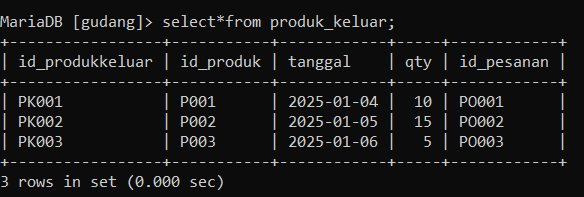 MariaDB [gudang]> select*from produk_keluar;
+-----------------+-----------+------------+-----+------------+
| id_produkkeluar | id_produk | tanggal    | qty | id_pesanan |
+-----------------+-----------+------------+-----+------------+
| PK001           | P001      | 2025-01-04 |  10 | PO001      |
| PK002           | P002      | 2025-01-05 |  15 | PO002      |
| PK003           | P003      | 2025-01-06 |   5 | PO003      |
+-----------------+-----------+------------+-----+------------+
3 rows in set (0.000 sec)